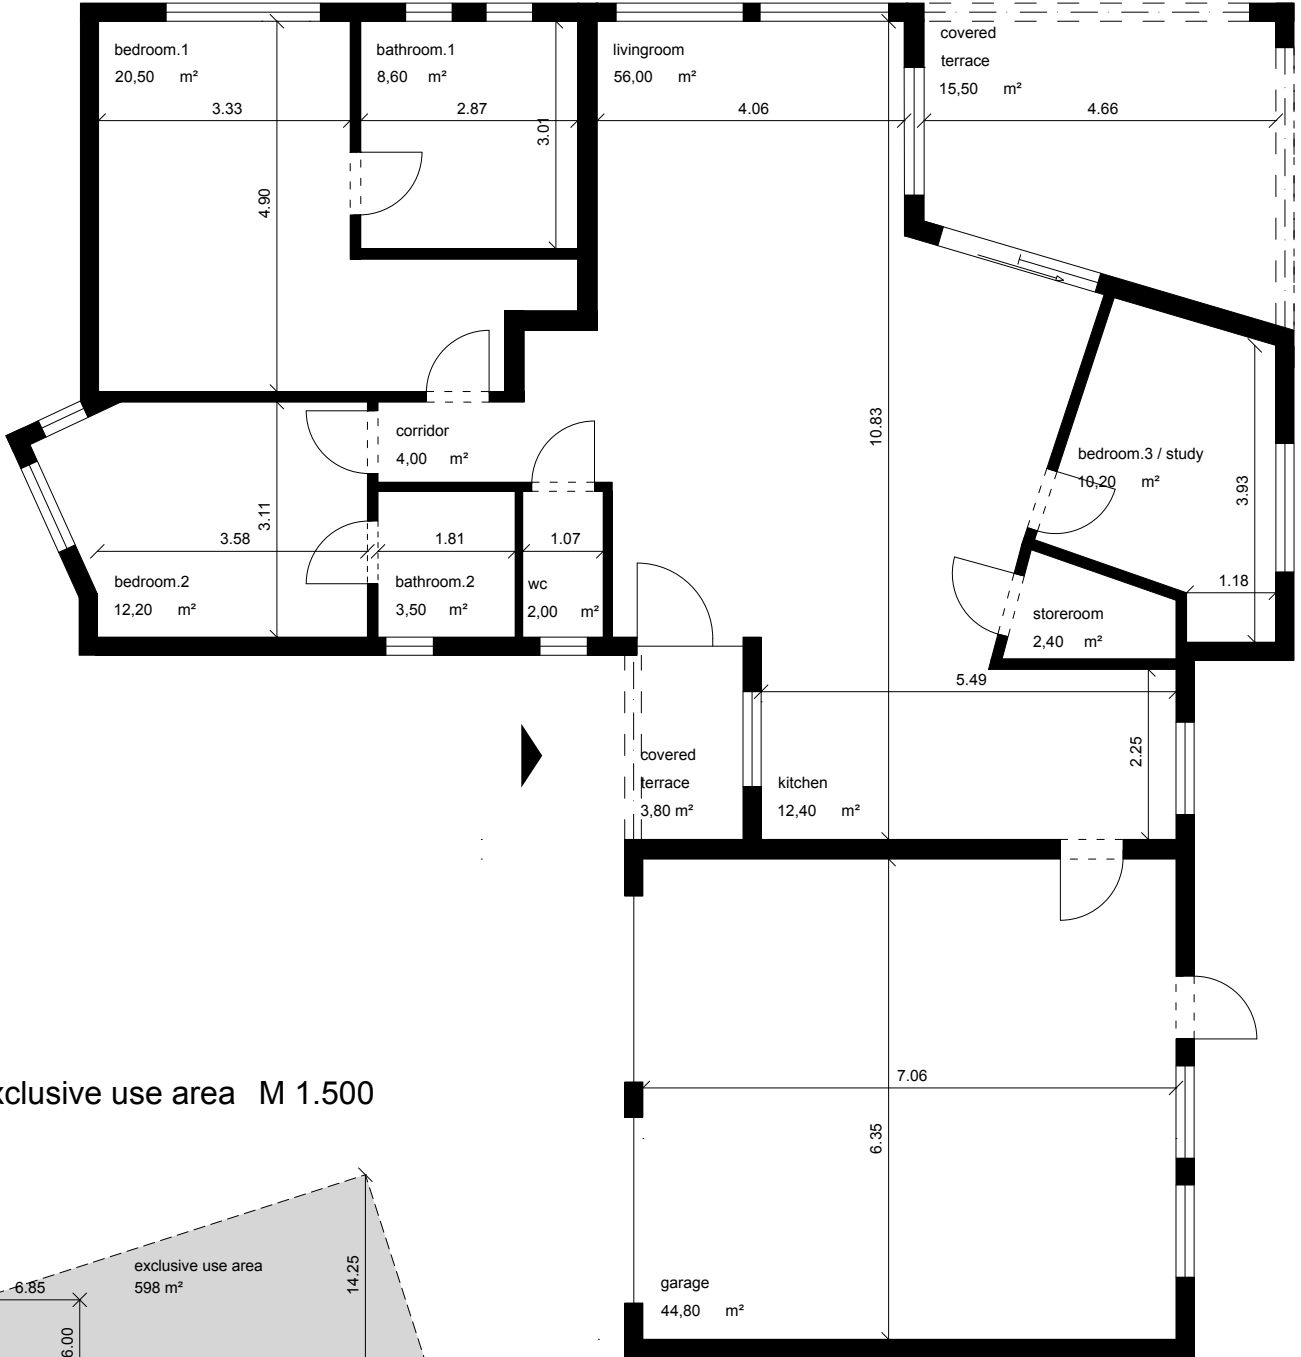 bedroom.1
20,50 m²
bathroom.1
8,60 m²
livingroom
56,00 m²
covered
terrace
15,50 m²
3.33
2.87
3.01
4.06
4.66
4.90
10.83
corridor
4,00 m²
bedroom.3 / study
10,20 m²
3.93
3.11
3.58
1.81
1.07
bedroom.2
12,20 m²
bathroom.2
3,50 m²
wc
2,00 m²
1.18
storeroom
2,40 m²
5.49
2.25
covered
terrace
3,80 m²
kitchen
12,40 m²
7.06
6.35
garage
44,80 m²
xclusive use area M 1.500
exclusive use area
598 m²
14.25
6.85
6.00